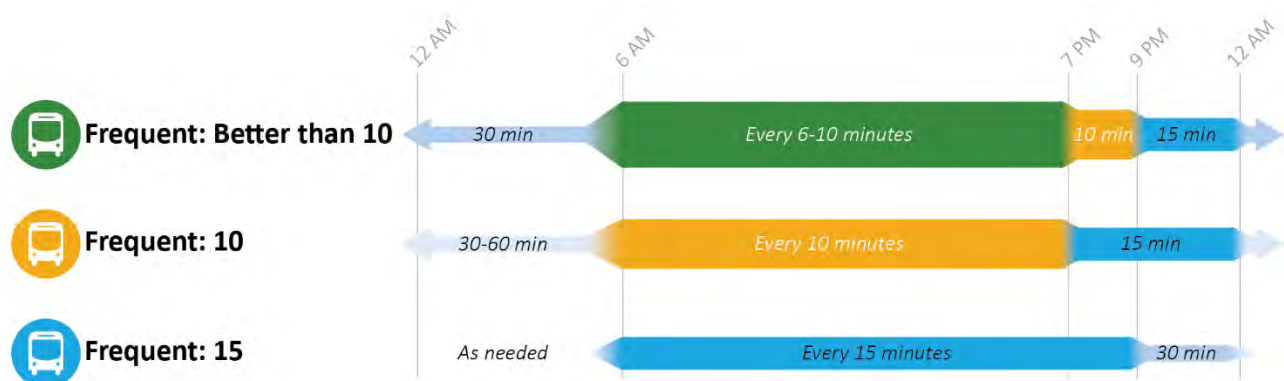 12 AM
6 AM
7 PM
9 PM
12 AM
Frequent: Better than 10
30 min
Every 6-10 minutes
10 min
15 min
Frequent: 10
30-60 min
Every 10 minutes
15 min
Frequent: 15
As needed
Every 15 minutes
30 min